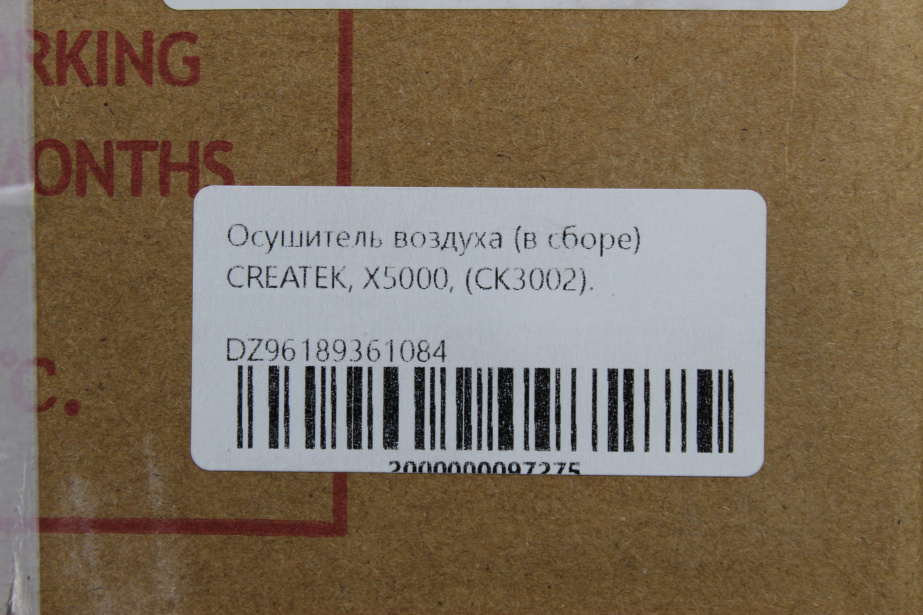 RKING
ONTHS
Осушитель воздуха (в сборе)
CREATEK, X5000, (CK3002).
DZ96189361084
2000000097275
°C.